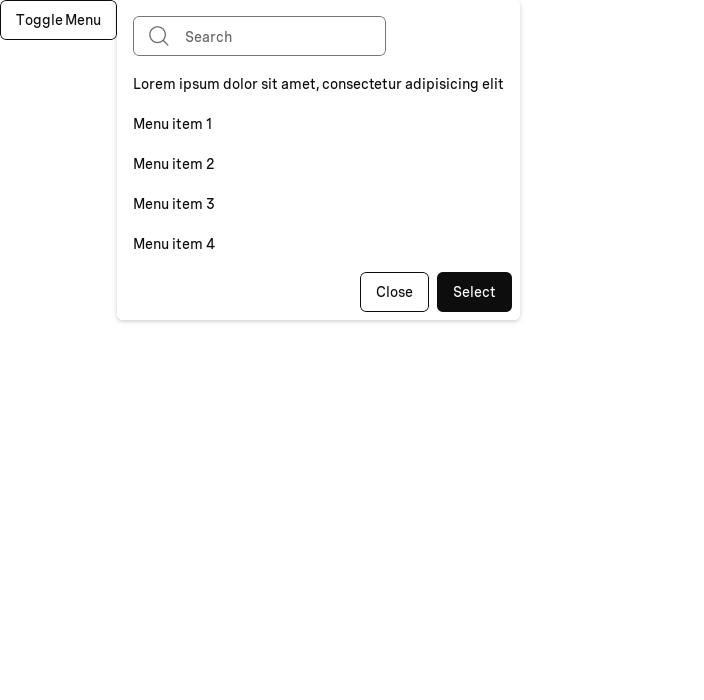 Toggle Menu
Search
Lorem ipsum dolor sit amet, consectetur adipisicing elit
Menu item 1
Menu item 2
Menu item 3
Menu item 4
Close
Select